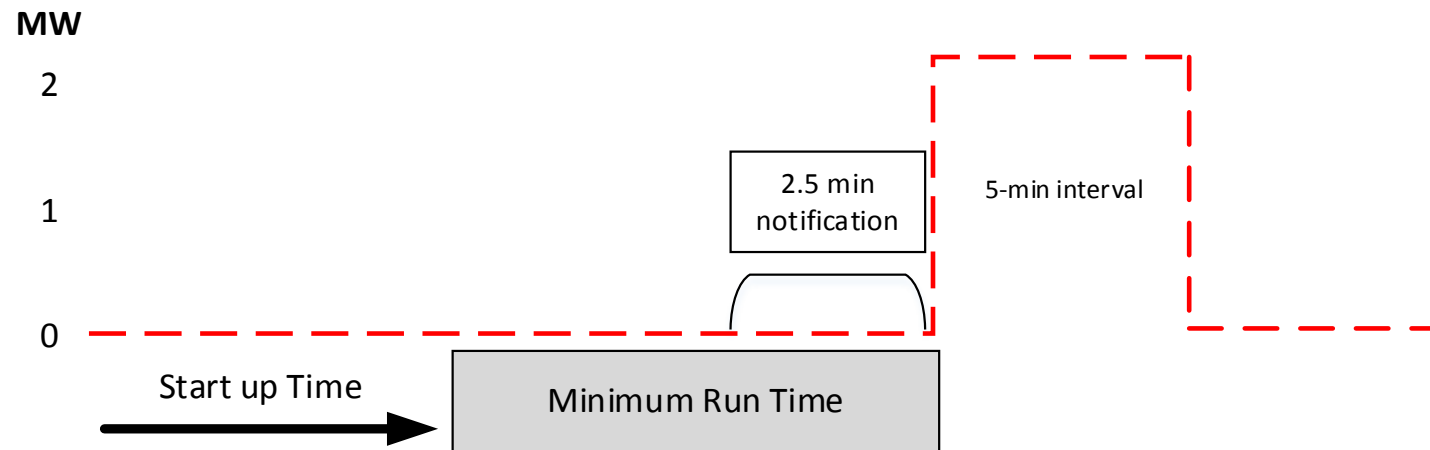 MW
2
2.5 min
notification
5-min interval
1
0
Start up Time
Minimum Run Time